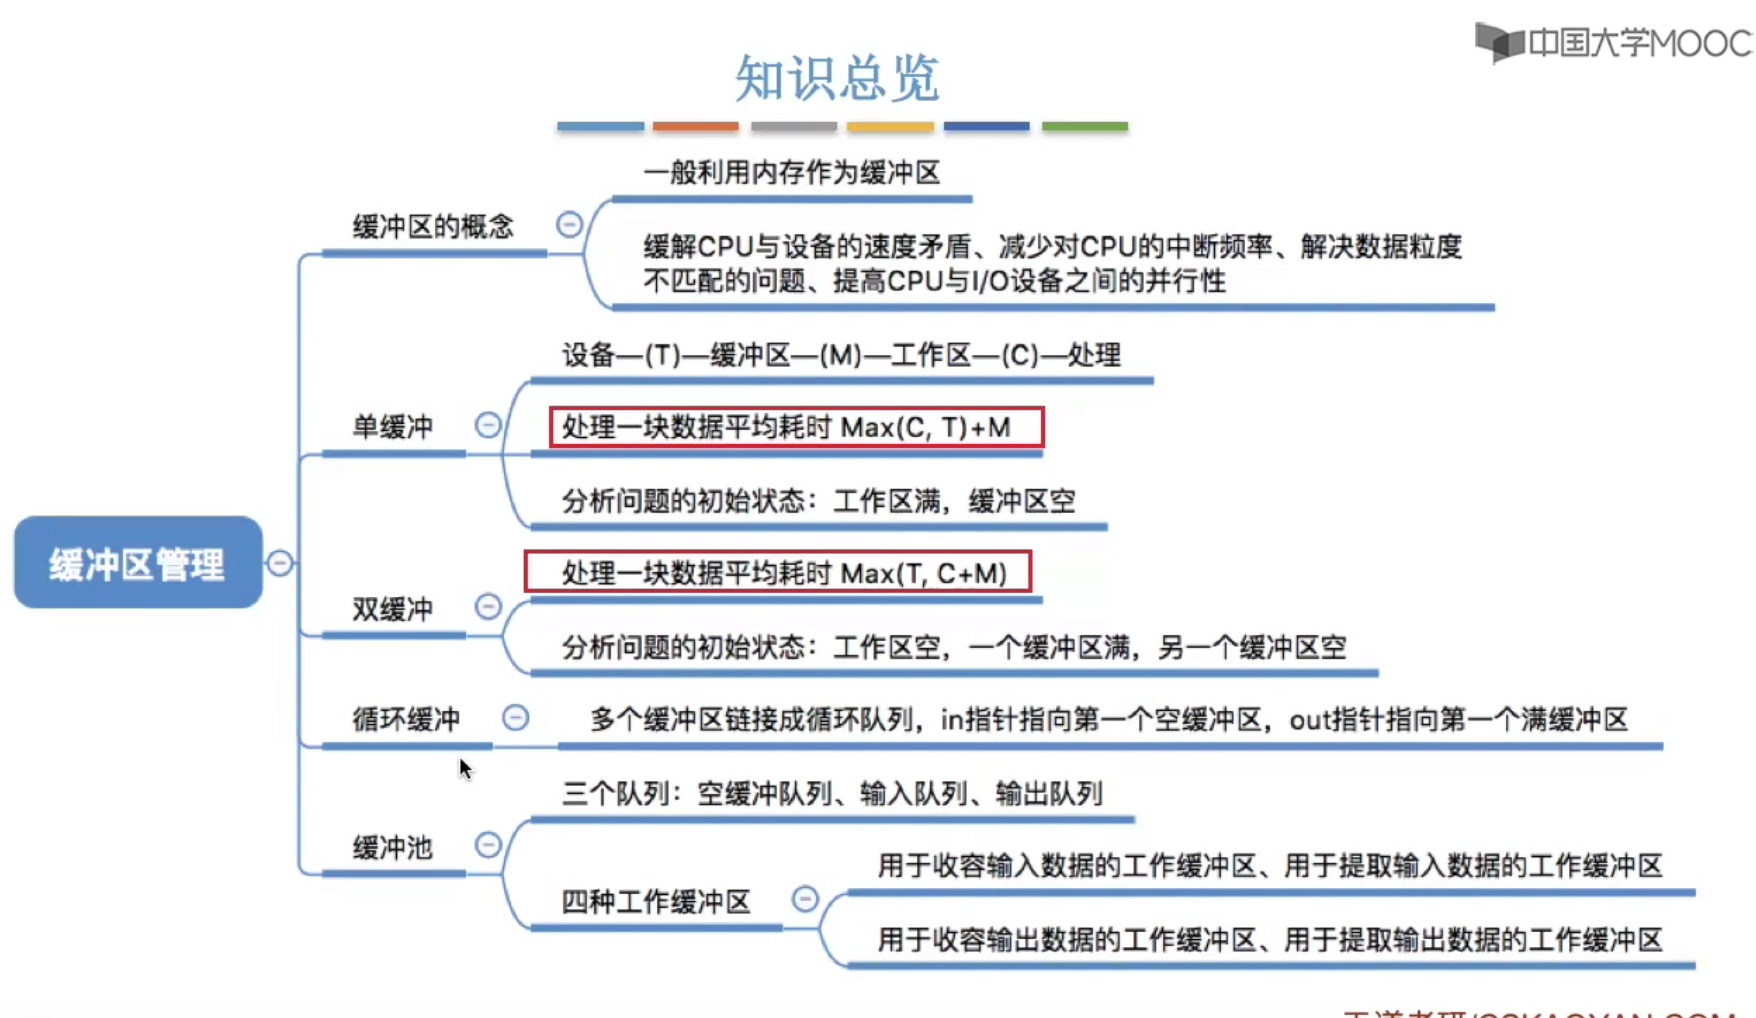 中国大学MOOC
知识总览
一般利用内存作为缓冲区
缓冲区的概念
缓解CPU与设备的速度矛盾、减少对CPU的中断频率、解决数据粒度
不匹配的问题、提高CPU与I/O设备之间的并行性
设备—(T)—缓冲区—(M)—工作区—(C)—处理
单缓冲
处理一块数据平均耗时 Max(C, T)+M
分析问题的初始状态：工作区满，缓冲区空
缓冲区管理
处理一块数据平均耗时 Max(T, C+M)
双缓冲
分析问题的初始状态：工作区空，一个缓冲区满，另一个缓冲区空
循环缓冲
多个缓冲区链接成循环队列，in指针指向第一个空缓冲区，out指针指向第一个满缓冲区
三个队列：空缓冲队列、输入队列、输出队列
缓冲池
用于收容输入数据的工作缓冲区、用于提取输入数据的工作缓冲区
四种工作缓冲区
用于收容输出数据的工作缓冲区、用于提取输出数据的工作缓冲区